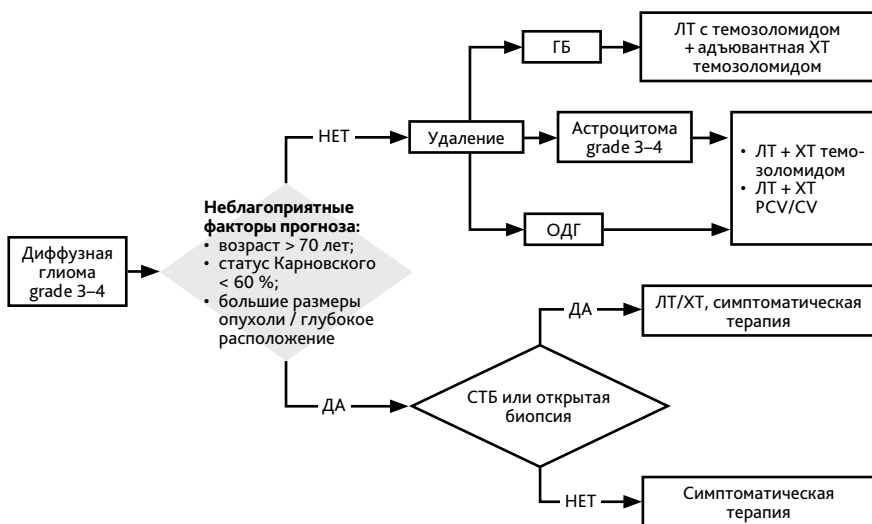 Диффузная
глиома
grade 3–4
Неблагоприятные
факторы прогноза:
• возраст > 70 лет;
• статус Карновского
< 60 %;
• большие размеры
опухоли / глубокое
расположение
НЕТ
Удаление
ГБ
ЛТ с темозоломидом
+ адъювантная ХТ
темозоломидом
Астроцитома
grade 3–4
ОДГ
• ЛТ + ХТ темо-
золомидом
• ЛТ + ХТ
PCV/CV
ДА
СТБ или открытая
биопсия
ДА
ЛТ/ХТ, симптоматическая
терапия
НЕТ
Симптоматическая
терапия